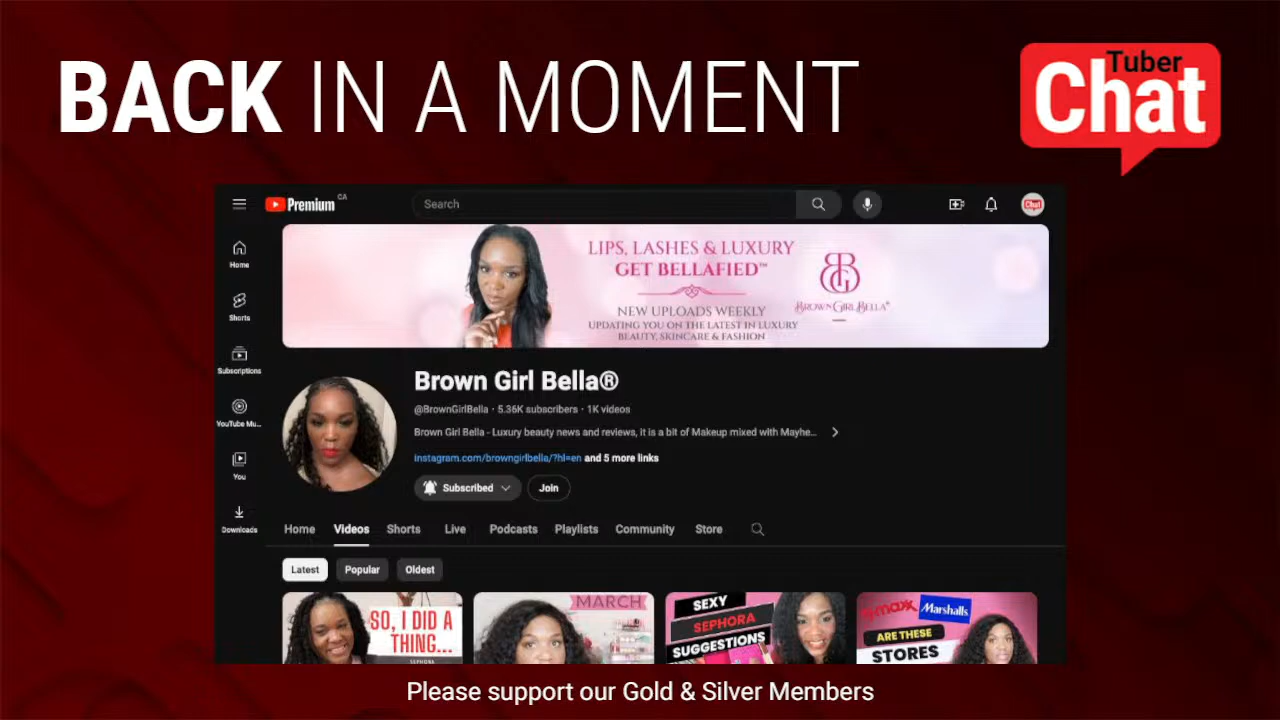 BACK IN A MOMENT
Tuber
Chat
Premium CA
Search
Chat
Home
Shorts
Subscriptions
YouTube Mu...
You
Downloads
LIPS, LASHES & LUXURY
GET BELLAFIED™
NEW UPLOADS WEEKLY
UPDATING YOU ON THE LATEST IN LUXURY
BEAUTY, SKINCARE & FASHION
BROWN GIRL BELLA®
Brown Girl Bella®
@BrownGirlBella · 5.36K subscribers · 1K videos
Brown Girl Bella - Luxury beauty news and reviews, it is a bit of Makeup mixed with Mayhe...
instagram.com/browngirlbella/?hl=en and 5 more links
Subscribed
Join
Home Videos Shorts Live Podcasts Playlists Community Store
Latest Popular Oldest
SO, I DID A
THING...
SEPHORA
MARCH
SEXY
SEPHORA
SUGGESTIONS
Marshalls
ARE THESE
STORES
Please support our Gold & Silver Members